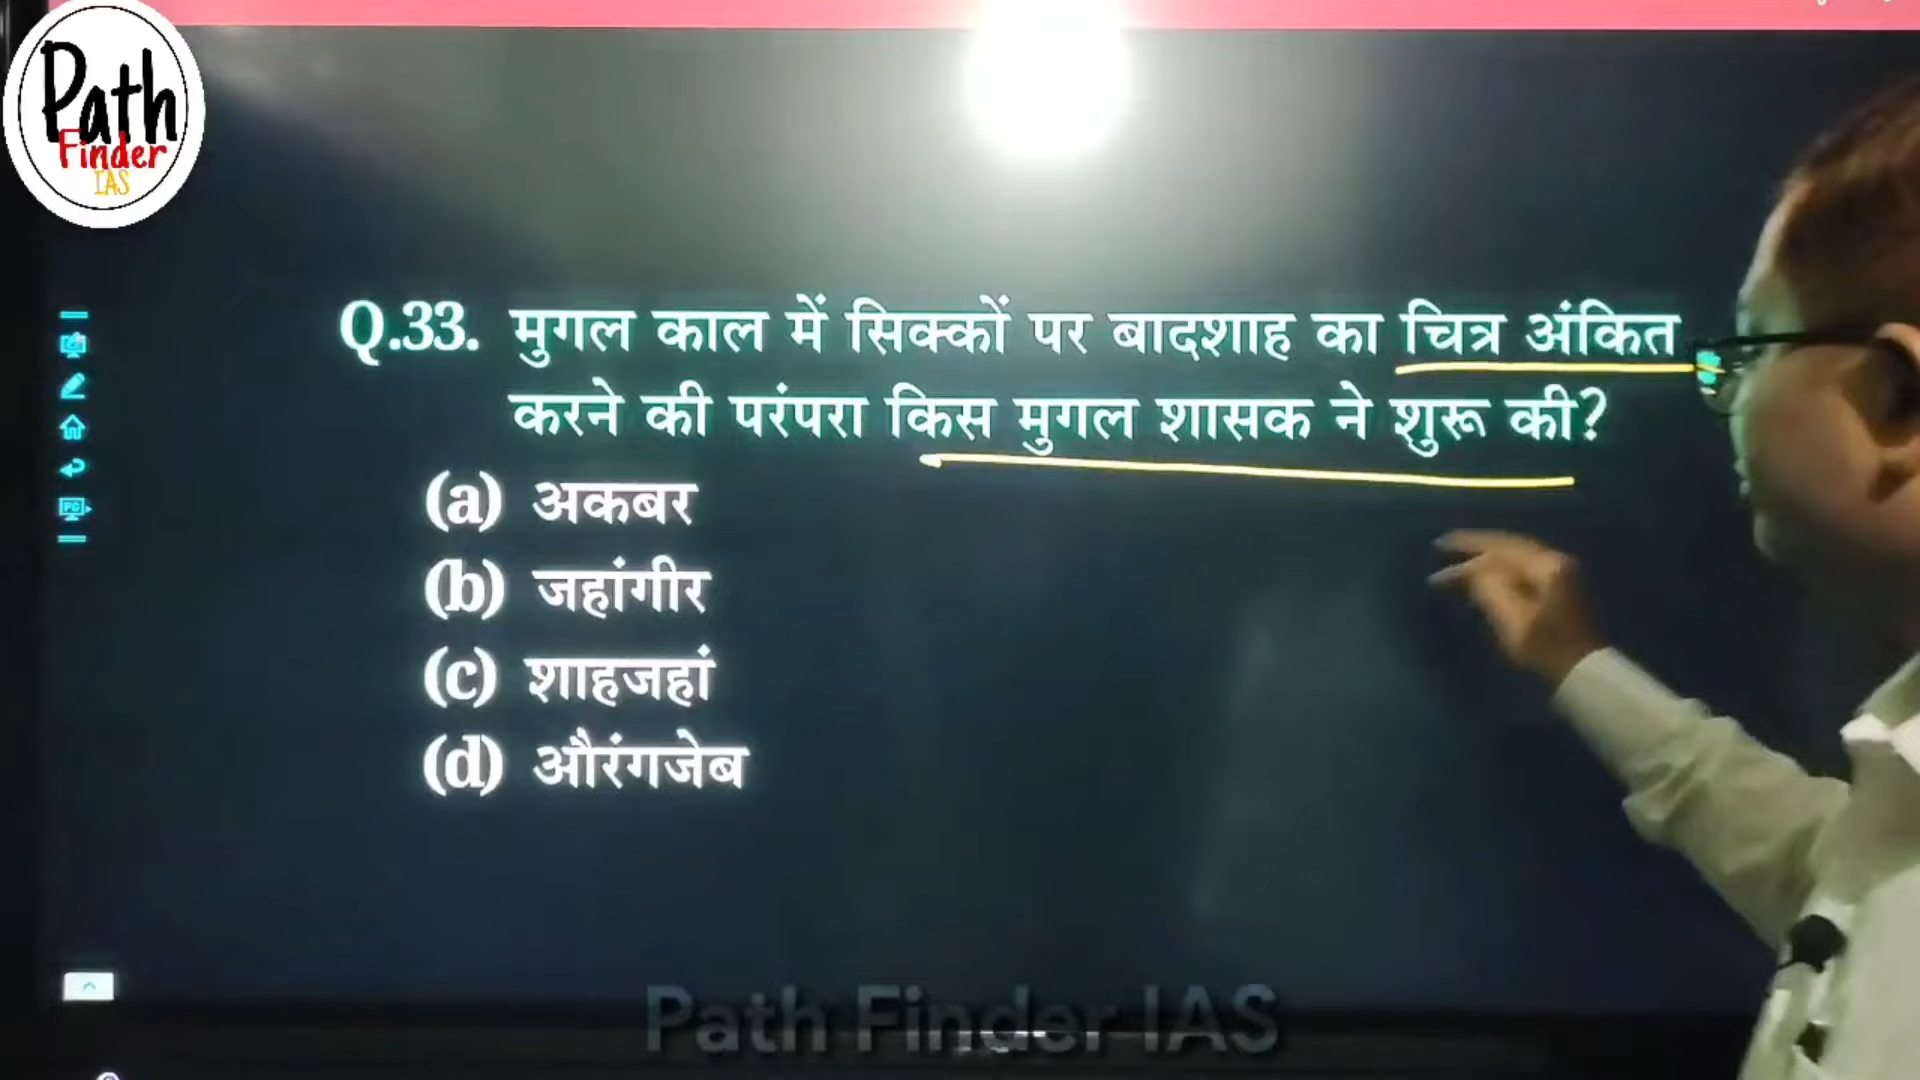 Path
Finder
IAS
Q.33. मुगल काल में सिक्कों पर बादशाह का चित्र अंकित
करने की परंपरा किस मुगल शासक ने शुरू की?
(a) अकबर
(b) जहांगीर
(c) शाहजहां
(d) औरंगजेब
PC
Path Finder IAS